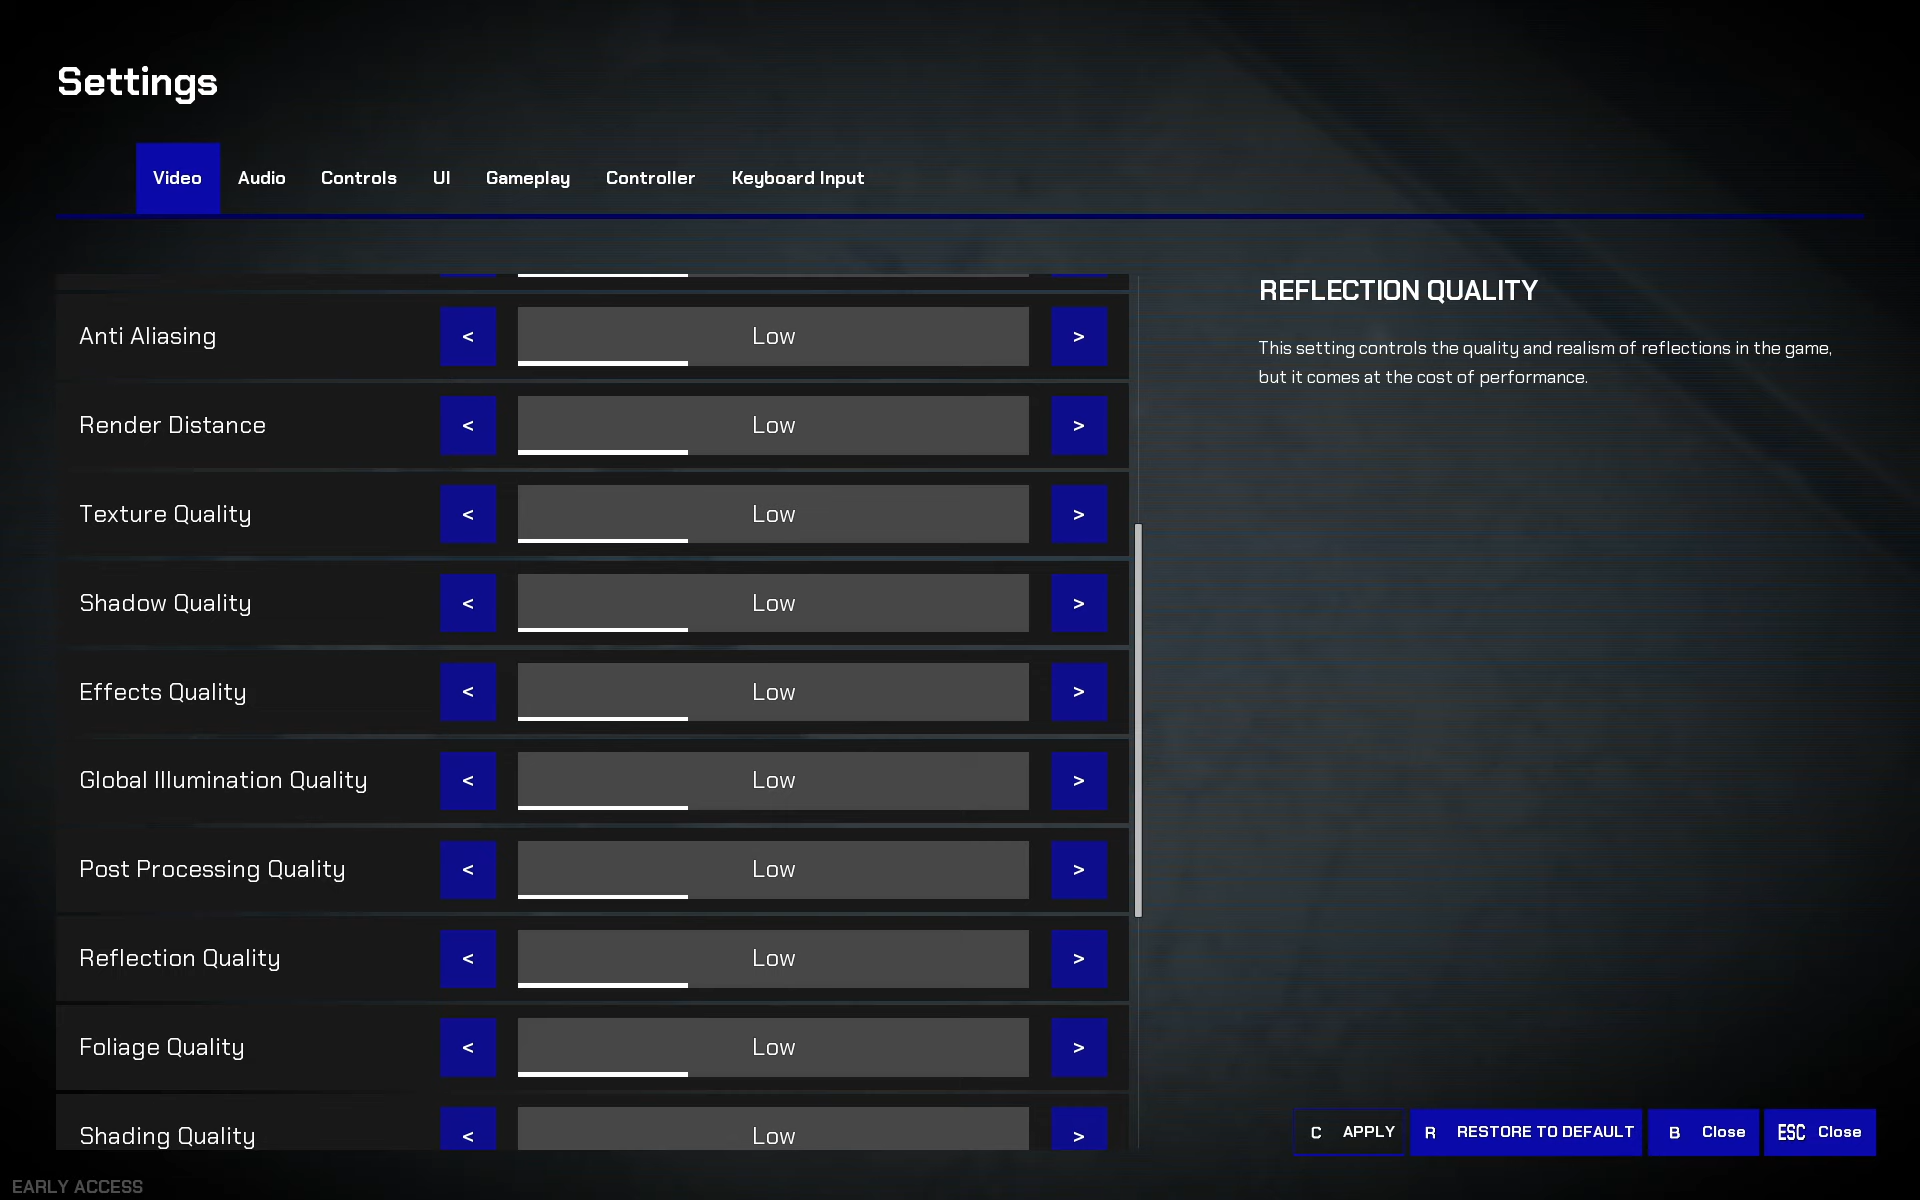 Settings
Video Audio Controls UI Gameplay Controller Keyboard Input
REFLECTION QUALITY
This setting controls the quality and realism of reflections in the game,
but it comes at the cost of performance.
Anti Aliasing < Low >
Render Distance < Low >
Texture Quality < Low >
Shadow Quality < Low >
Effects Quality < Low >
Global Illumination Quality < Low >
Post Processing Quality < Low >
Reflection Quality < Low >
Foliage Quality < Low >
Shading Quality < Low >
C APPLY R RESTORE TO DEFAULT B Close ESC Close
EARLY ACCESS